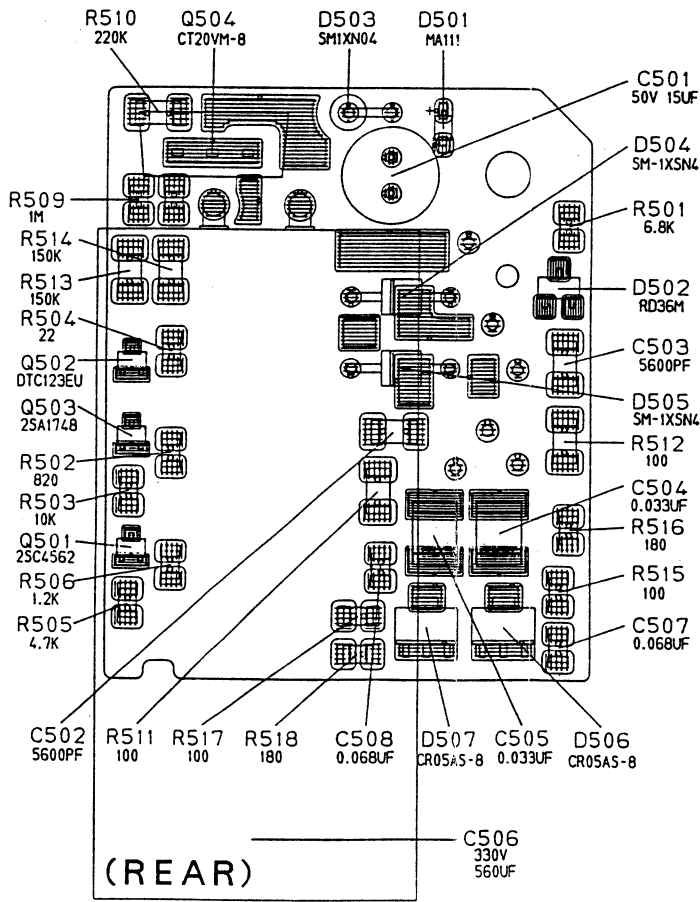 R510
220K
Q504
CT20VM-8
D503
SM1XN04
D501
MA111
C501
50V 15UF
D504
SM-1XSN4
R509
1M
R501
6.8K
R514
150K
R513
150K
D502
RD36M
R504
22
C503
5600PF
Q502
DTC123EU
Q503
2SA1748
D505
SM-1XSN4
R502
820
R512
100
R503
10K
C504
0.033UF
R516
180
Q501
2SC4562
R506
1.2K
R515
100
R505
4.7K
C507
0.068UF
C502
5600PF
R511
100
R517
100
R518
180
C508
0.068UF
D507
CR05AS-8
C505
0.033UF
D506
CR05AS-8
C506
330V
560UF
(REAR)